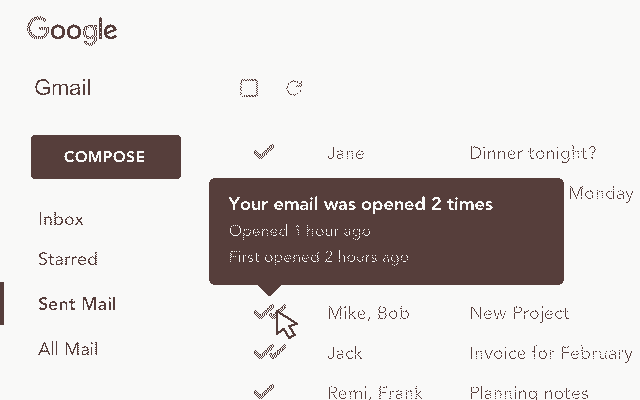 Google
Gmail
COMPOSE
Jane Dinner tonight?
Monday
Your email was opened 2 times
Opened 1 hour ago
First opened 2 hours ago
Inbox
Starred
Sent Mail
Mike, Bob New Project
All Mail
Jack Invoice for February
Remi, Frank Planning notes